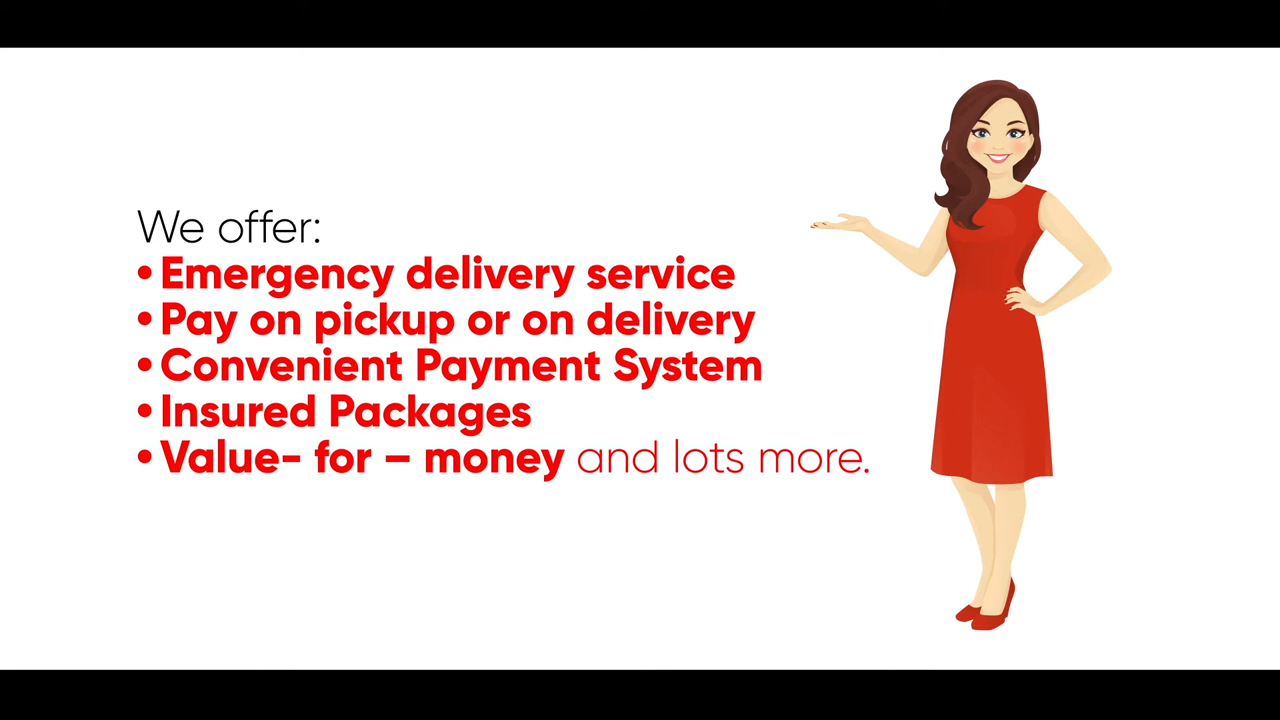 We offer:
•Emergency delivery service
•Pay on pickup or on delivery
•Convenient Payment System
•Insured Packages
•Value- for – money and lots more.